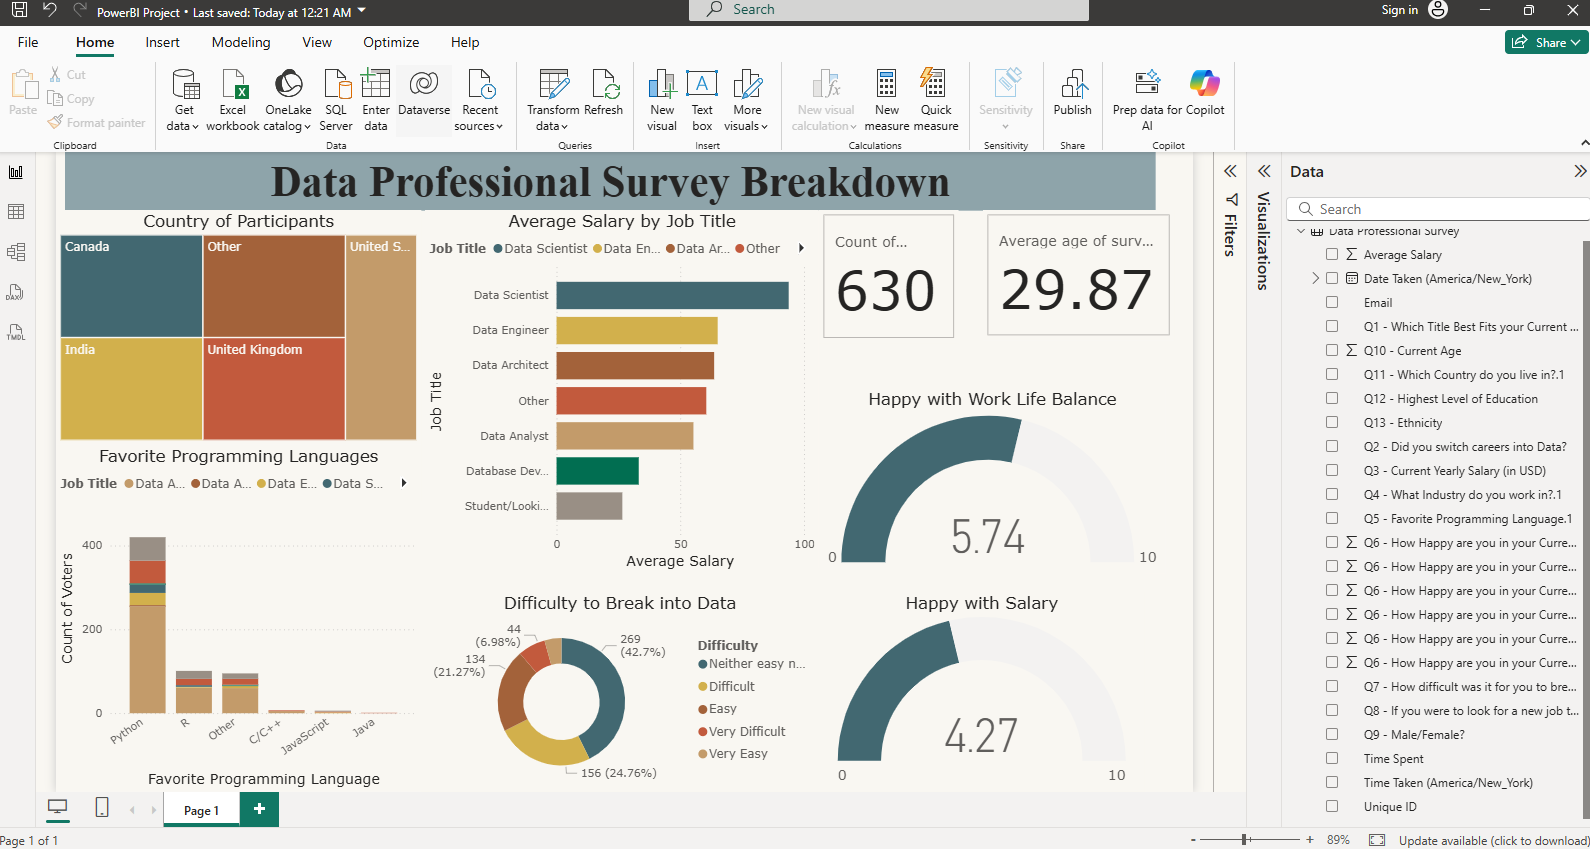 PowerBI Project • Last saved: Today at 12:21 AM
Search
Sign in
File Home Insert Modeling View Optimize Help
Share
Paste
Cut
Copy
Format painter
Clipboard
Get data
Excel workbook
OneLake catalog
SQL Server
Enter data
Dataverse
Recent sources
Data
Transform data
Refresh
Queries
New visual
Text box
More visuals
Insert
New visual calculation
New measure
Quick measure
Calculations
Sensitivity
Sensitivity
Publish
Share
Prep data for AI
Copilot
Copilot
DAX
TMDL
Data Professional Survey Breakdown
Country of Participants
Canada
Other
United S...
India
United Kingdom
Favorite Programming Languages
Job Title Data A... Data A... Data E... Data S...
Count of Voters
400
200
0
Python
R
Other
C/C++
JavaScript
Java
Favorite Programming Language
Average Salary by Job Title
Job Title Data Scientist Data En... Data Ar... Other
Job Title
Data Scientist
Data Engineer
Data Architect
Other
Data Analyst
Database Dev...
Student/Looki...
0 50 100
Average Salary
Difficulty to Break into Data
44
(6.98%)
134
(21.27%)
269
(42.7%)
156 (24.76%)
Difficulty
Neither easy n...
Difficult
Easy
Very Difficult
Very Easy
Count of...
630
Average age of surv...
29.87
Happy with Work Life Balance
5.74
0
10
Happy with Salary
4.27
0
10
Filters
Visualizations
Data
Search
Data Professional Survey
Average Salary
Date Taken (America/New_York)
Email
Q1 - Which Title Best Fits your Current ...
Q10 - Current Age
Q11 - Which Country do you live in?.1
Q12 - Highest Level of Education
Q13 - Ethnicity
Q2 - Did you switch careers into Data?
Q3 - Current Yearly Salary (in USD)
Q4 - What Industry do you work in?.1
Q5 - Favorite Programming Language.1
Q6 - How Happy are you in your Curre...
Q6 - How Happy are you in your Curre...
Q6 - How Happy are you in your Curre...
Q6 - How Happy are you in your Curre...
Q6 - How Happy are you in your Curre...
Q6 - How Happy are you in your Curre...
Q7 - How difficult was it for you to bre...
Q8 - If you were to look for a new job t...
Q9 - Male/Female?
Time Spent
Time Taken (America/New_York)
Unique ID
Page 1
+
Page 1 of 1
- + 89%
Update available (click to download)